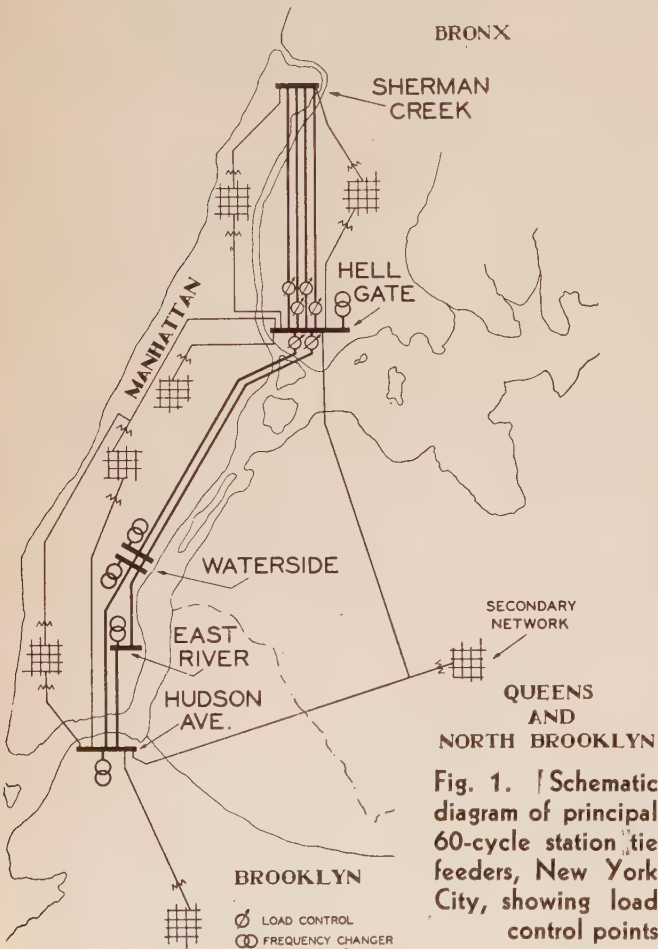 BRONX
SHERMAN
CREEK
HELL
GATE
MANHATTAN
WATERSIDE
SECONDARY
NETWORK
EAST
RIVER
QUEENS
AND
NORTH BROOKLYN
HUDSON
AVE.
Fig. 1. Schematic
diagram of principal
60-cycle station tie
feeders, New York
City, showing load
control points
BROOKLYN
LOAD CONTROL
FREQUENCY CHANGER